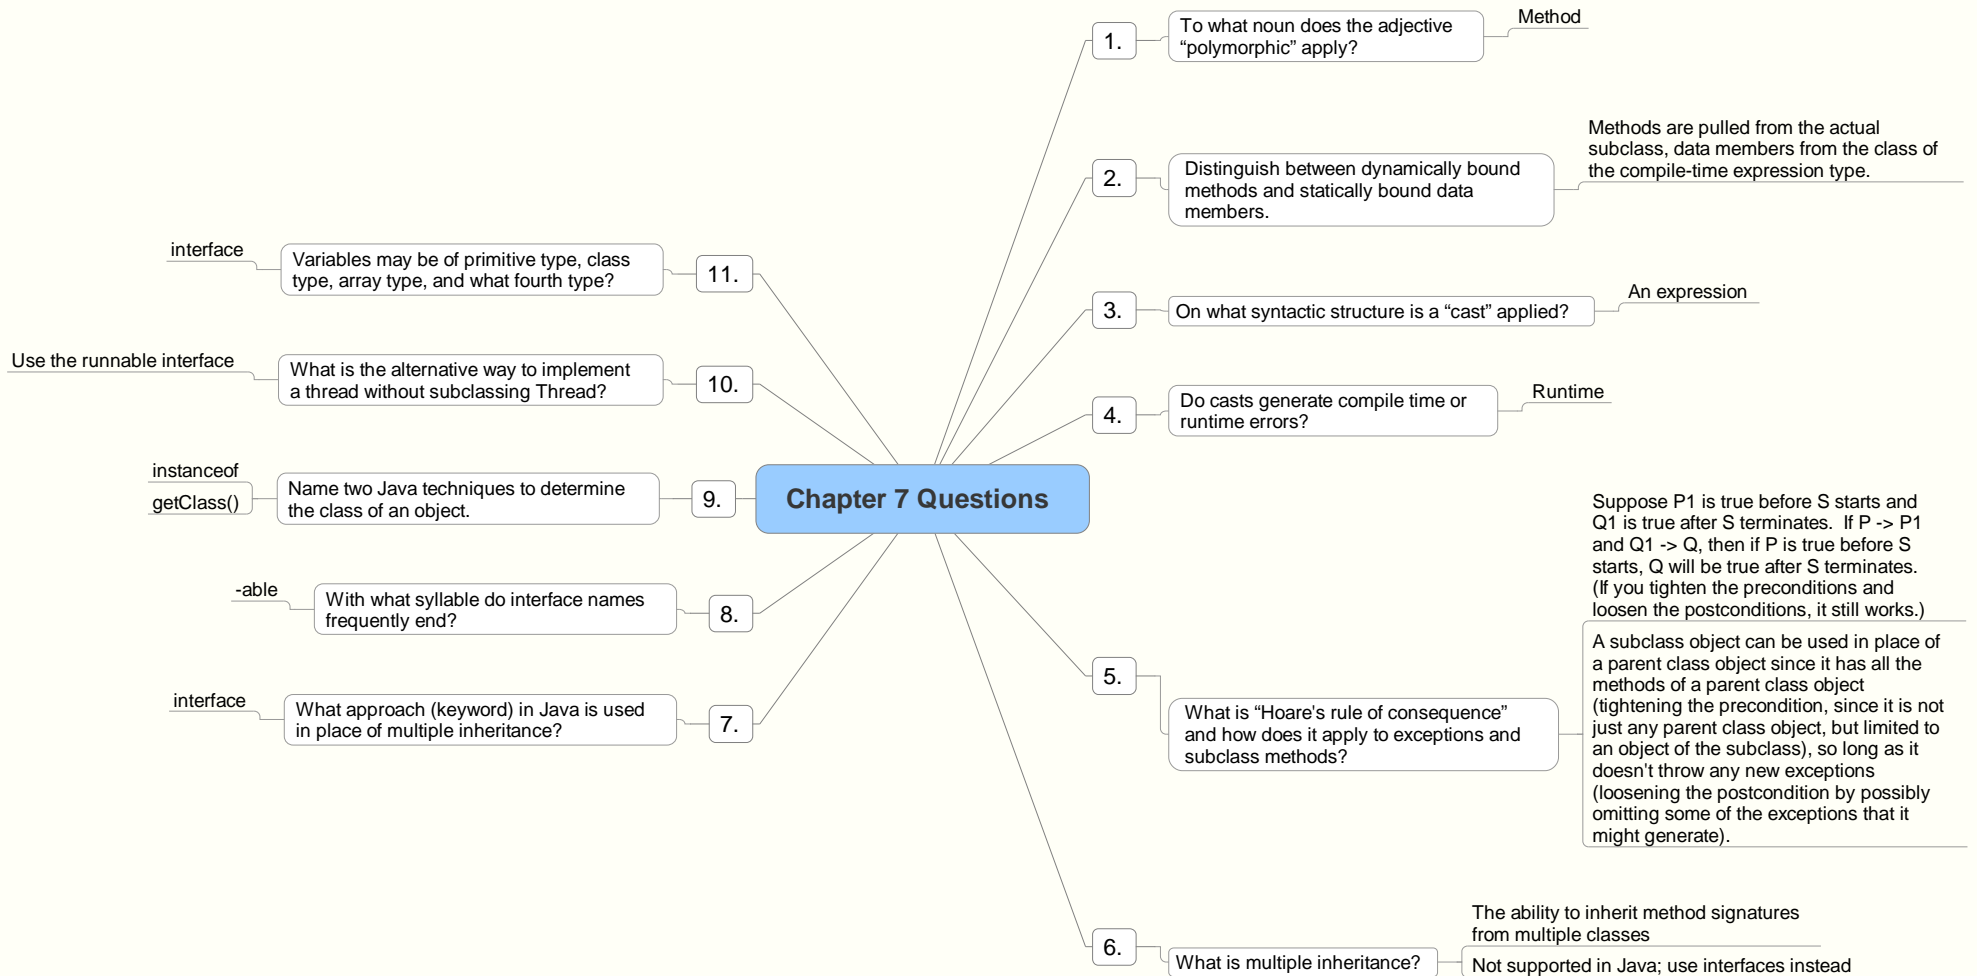 Chapter 7 Questions
1.
To what noun does the adjective
“polymorphic” apply?
Method
2.
Distinguish between dynamically bound
methods and statically bound data
members.
Methods are pulled from the actual
subclass, data members from the class of
the compile-time expression type.
3.
On what syntactic structure is a “cast” applied?
An expression
4.
Do casts generate compile time or
runtime errors?
Runtime
5.
What is “Hoare's rule of consequence”
and how does it apply to exceptions and
subclass methods?
Suppose P1 is true before S starts and
Q1 is true after S terminates.  If P -> P1
and Q1 -> Q, then if P is true before S
starts, Q will be true after S terminates.
(If you tighten the preconditions and
loosen the postconditions, it still works.)
A subclass object can be used in place of
a parent class object since it has all the
methods of a parent class object
(tightening the precondition, since it is not
just any parent class object, but limited to
an object of the subclass), so long as it
doesn't throw any new exceptions
(loosening the postcondition by possibly
omitting some of the exceptions that it
might generate).
6.
What is multiple inheritance?
The ability to inherit method signatures
from multiple classes
Not supported in Java; use interfaces instead
7.
What approach (keyword) in Java is used
in place of multiple inheritance?
interface
8.
With what syllable do interface names
frequently end?
-able
9.
Name two Java techniques to determine
the class of an object.
instanceof
getClass()
10.
What is the alternative way to implement
a thread without subclassing Thread?
Use the runnable interface
11.
Variables may be of primitive type, class
type, array type, and what fourth type?
interface